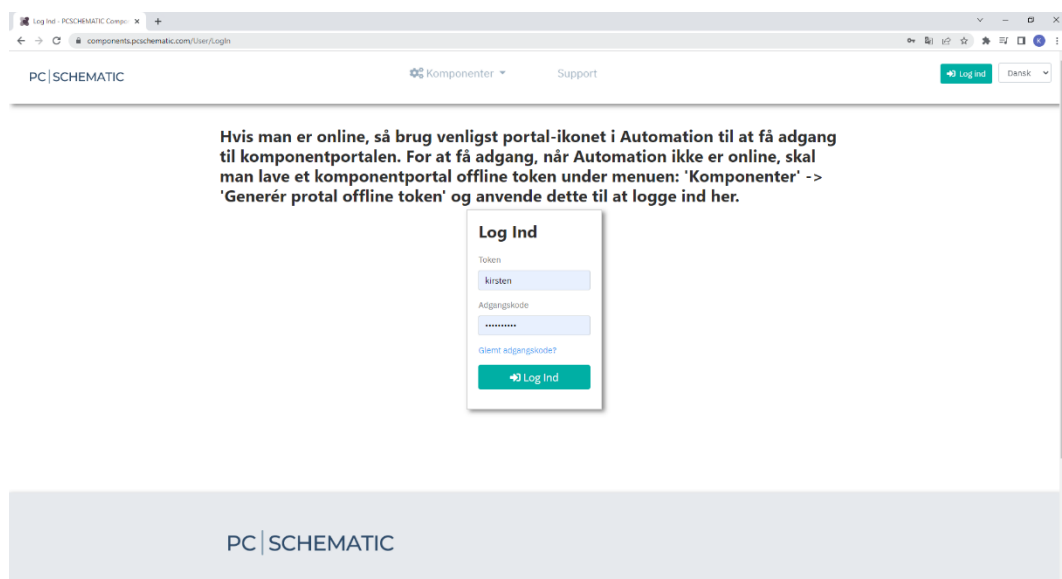 Log Ind - PCSCHEMATIC Compo
components.pcschematic.com/User/LogIn
K
PC|SCHEMATIC
Komponenter
Support
Log ind
Dansk
Hvis man er online, så brug venligst portal-ikonet i Automation til at få adgang
til komponentportalen. For at få adgang, når Automation ikke er online, skal
man lave et komponentportal offline token under menuen: 'Komponenter' ->
'Generér protal offline token' og anvende dette til at logge ind her.
Log Ind
Token
kirsten
Adgangskode
••••••••••
Glemt adgangskode?
Log Ind
PC|SCHEMATIC